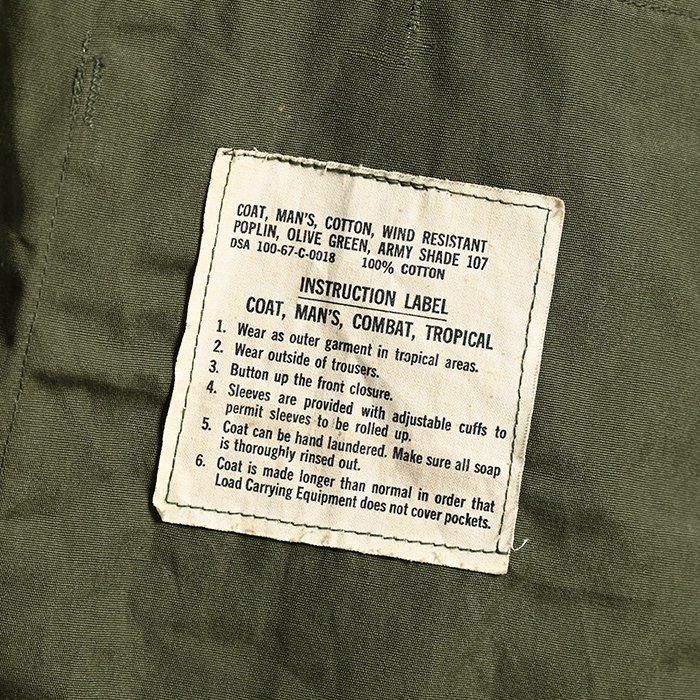 COAT, MAN'S, COTTON, WIND RESISTANT
POPLIN, OLIVE GREEN, ARMY SHADE 107
DSA 100-67-C-0018 100% COTTON
INSTRUCTION LABEL
COAT, MAN'S, COMBAT, TROPICAL
1. Wear as outer garment in tropical areas.
2. Wear outside of trousers.
3. Button up the front closure.
4. Sleeves are provided with adjustable cuffs to
permit sleeves to be rolled up.
5. Coat can be hand laundered. Make sure all soap
is thoroughly rinsed out.
6. Coat is made longer than normal in order that
Load Carrying Equipment does not cover pockets.